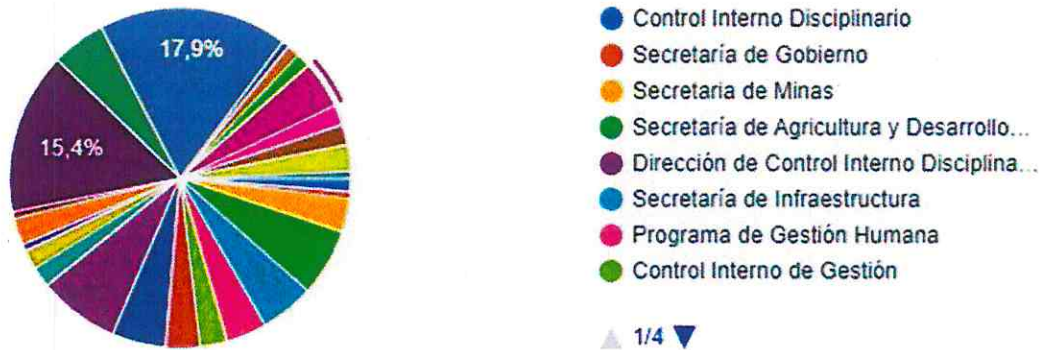 17,9%
15,4%
Control Interno Disciplinario
Secretaría de Gobierno
Secretaria de Minas
Secretaría de Agricultura y Desarrollo...
Dirección de Control Interno Disciplina...
Secretaría de Infraestructura
Programa de Gestión Humana
Control Interno de Gestión
1/4